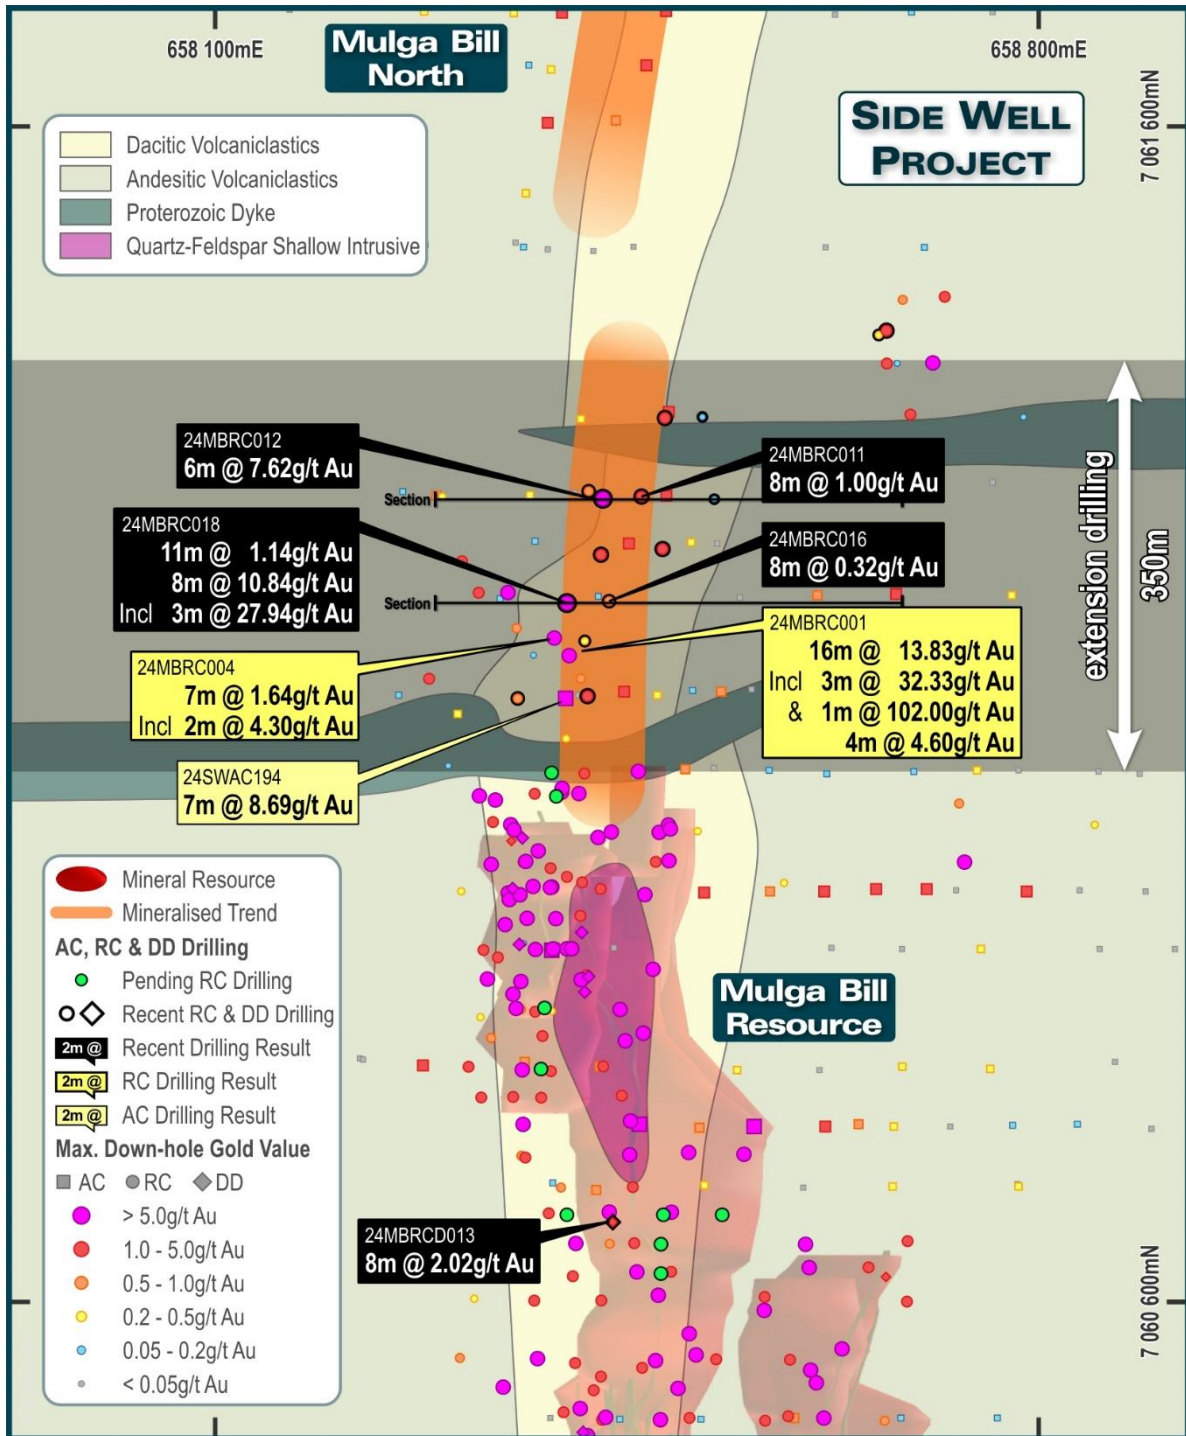 658 100mE
Mulga Bill
North
658 800mE
SIDE WELL
PROJECT
7 061 600mN
Dacitic Volcaniclastics
Andesitic Volcaniclastics
Proterozoic Dyke
Quartz-Feldspar Shallow Intrusive
24MBRC012
6m @ 7.62g/t Au
24MBRC011
8m @ 1.00g/t Au
Section
24MBRC018
11m @ 1.14g/t Au
8m @ 10.84g/t Au
Incl 3m @ 27.94g/t Au
24MBRC016
8m @ 0.32g/t Au
Section
extension drilling
350m
24MBRC004
7m @ 1.64g/t Au
Incl 2m @ 4.30g/t Au
24MBRC001
16m @ 13.83g/t Au
Incl 3m @ 32.33g/t Au
& 1m @ 102.00g/t Au
4m @ 4.60g/t Au
24SWAC194
7m @ 8.69g/t Au
Mineral Resource
Mineralised Trend
AC, RC & DD Drilling
Pending RC Drilling
Recent RC & DD Drilling
2m @ Recent Drilling Result
2m @ RC Drilling Result
2m @ AC Drilling Result
Max. Down-hole Gold Value
AC RC DD
> 5.0g/t Au
1.0 - 5.0g/t Au
0.5 - 1.0g/t Au
0.2 - 0.5g/t Au
0.05 - 0.2g/t Au
< 0.05g/t Au
Mulga Bill
Resource
24MBRCD013
8m @ 2.02g/t Au
7 060 600mN